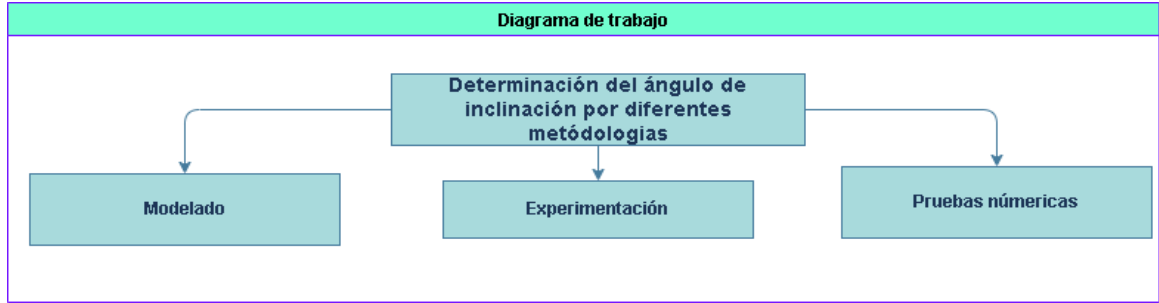 Diagrama de trabajo
Determinación del ángulo de
inclinación por diferentes
metódologias
Modelado
Experimentación
Pruebas númericas